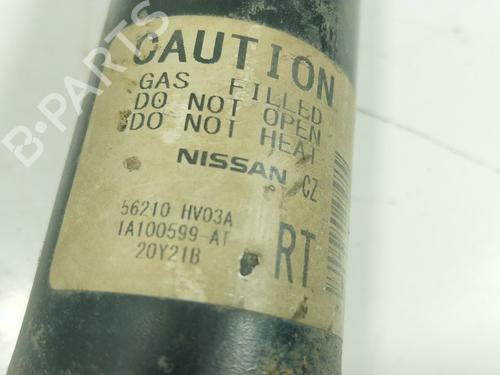 CAUTION
GAS FILLED
DO NOT OPEN
DO NOT HEAT
NISSAN CZ
56210 HV03A
1A100599-AT
20Y21B
RT
B-PARTS